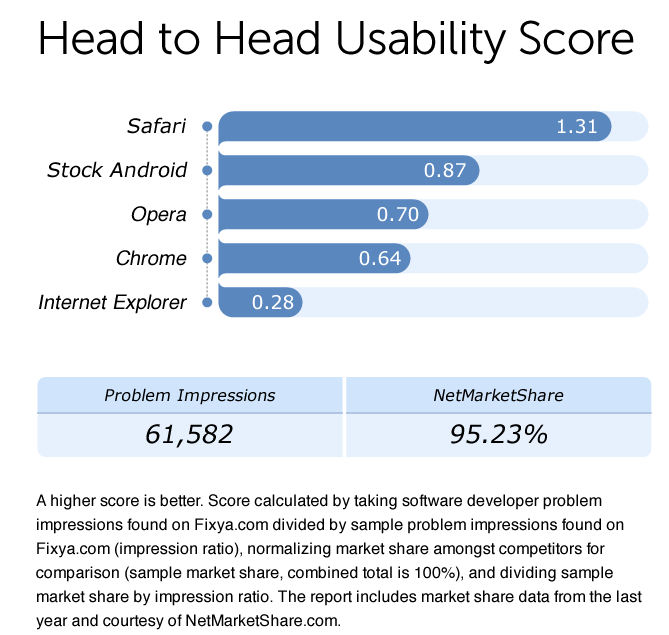 Head to Head Usability Score
Safari 1.31
Stock Android 0.87
Opera 0.70
Chrome 0.64
Internet Explorer 0.28
Problem Impressions NetMarketShare
61,582 95.23%
A higher score is better. Score calculated by taking software developer problem
impressions found on Fixya.com divided by sample problem impressions found on
Fixya.com (impression ratio), normalizing market share amongst competitors for
comparison (sample market share, combined total is 100%), and dividing sample
market share by impression ratio. The report includes market share data from the last
year and courtesy of NetMarketShare.com.